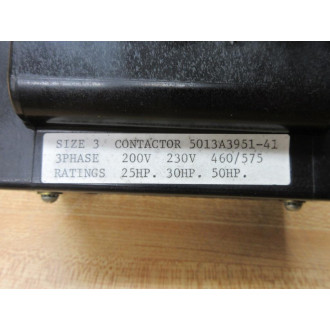 SIZE 3 CONTACTOR 5013A3951-41
3PHASE 200V 230V 460/575
RATINGS 25HP. 30HP. 50HP.